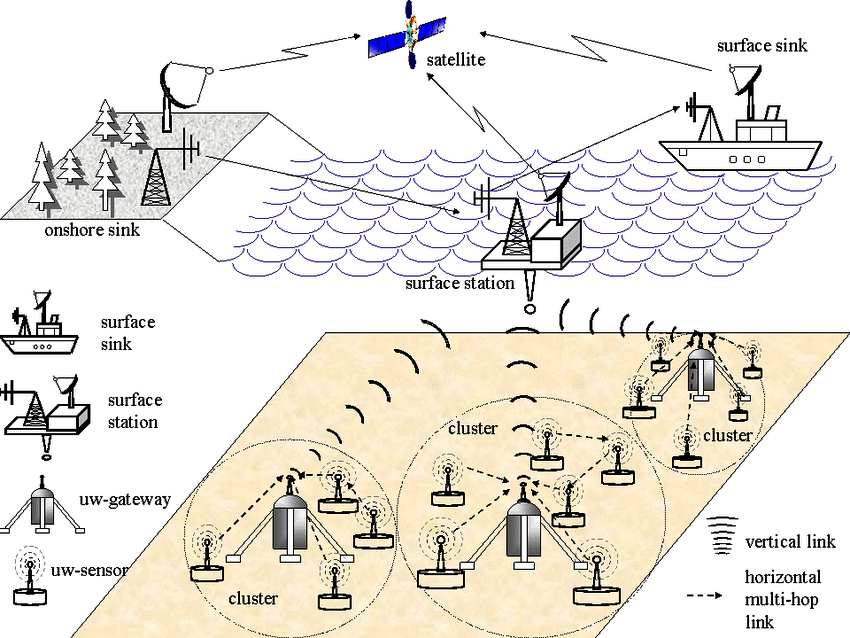 surface sink
satellite
onshore sink
surface station
surface
sink
surface
station
cluster
cluster
uw-gateway
vertical link
uw-sensor
horizontal
multi-hop
link
cluster